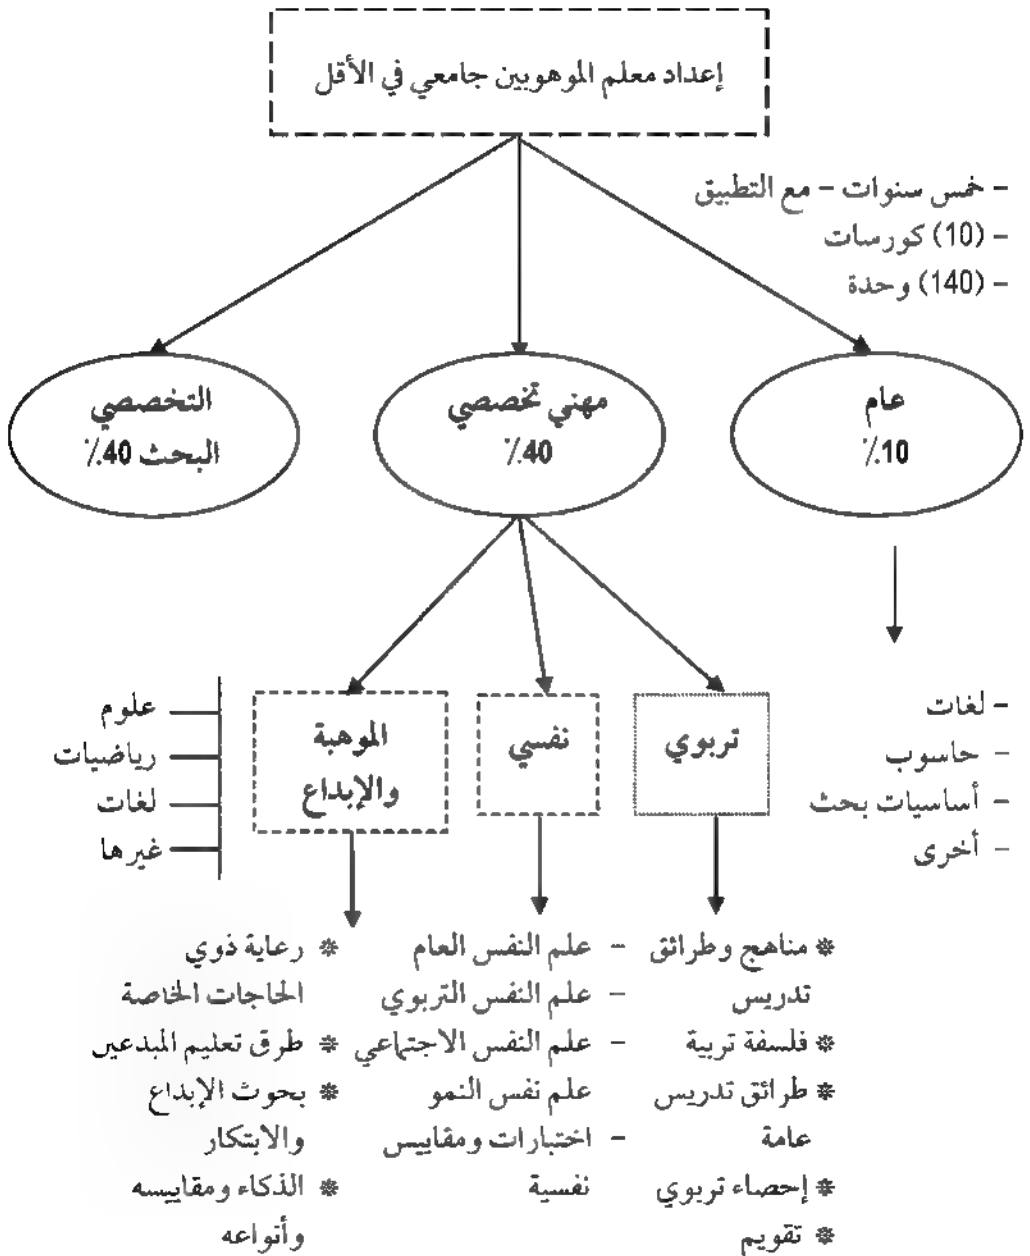 إعداد معلم الموهوبين جامعي في الأقل
– خمس سنوات – مع التطبيق
– (10) كورسات
– (140) وحدة
عام
10٪
مهني تخصصي
40٪
التخصصي
البحث 40٪
– لغات
– حاسوب
– أساسيات بحث
– أخرى
تربوي
نفسي
الموهبة
والإبداع
علوم
رياضيات
لغات
غيرها
* مناهج وطرائق
تدريس
* فلسفة تربية
* طرائق تدريس
عامة
* إحصاء تربوي
* تقويم
– علم النفس العام
– علم النفس التربوي
– علم النفس الاجتماعي
علم نفس النمو
– اختبارات ومقاييس
نفسية
* رعاية ذوي
الحاجات الخاصة
* طرق تعليم المبدعين
* بحوث الإبداع
والابتكار
* الذكاء ومقاييسه
وأنواعه